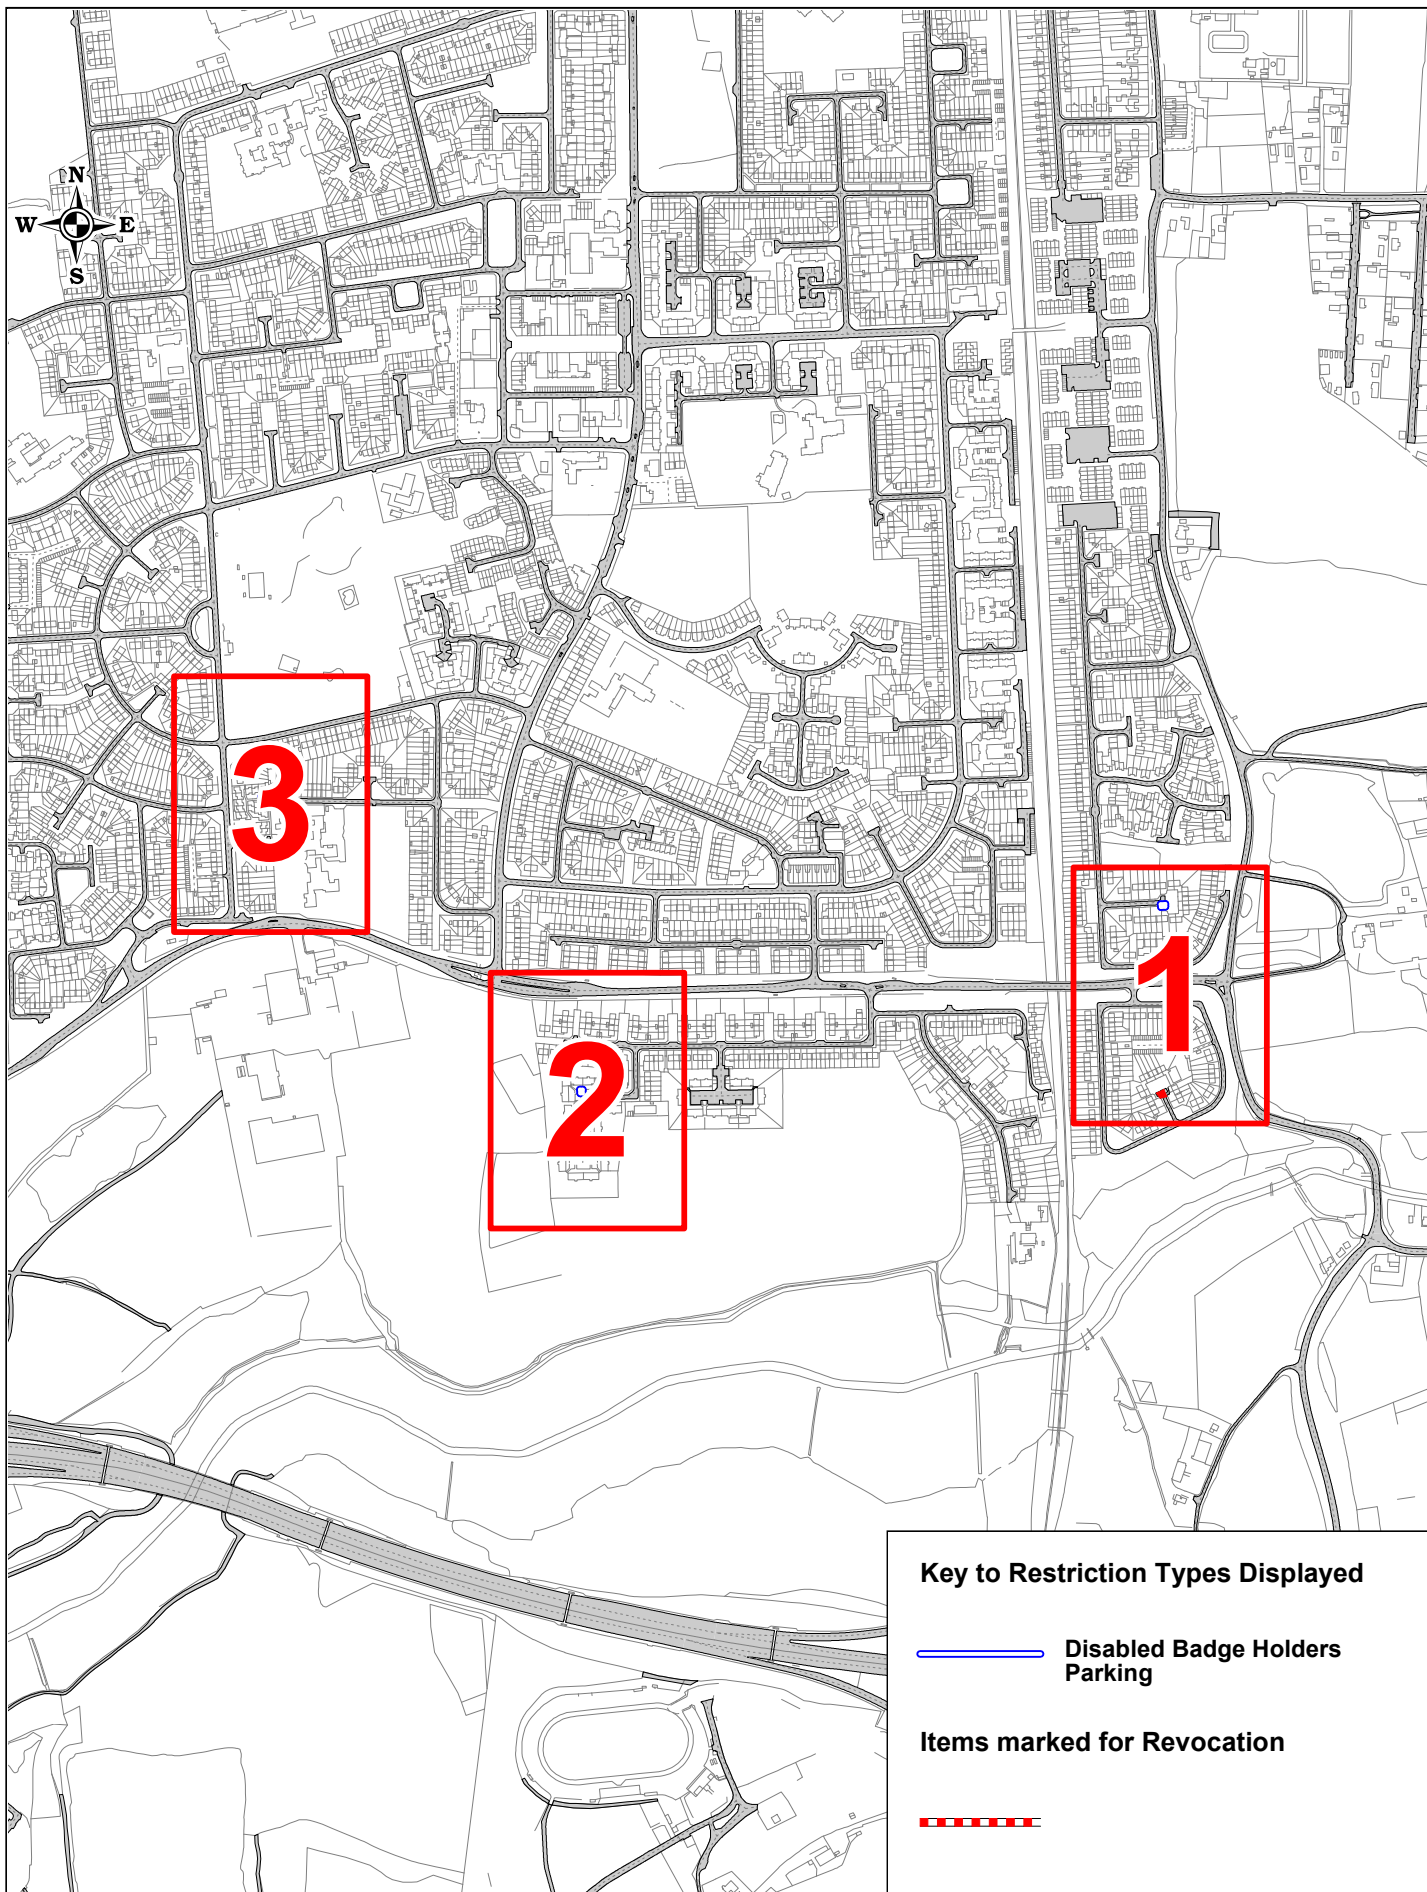 N
W E
S
3
1
2
Key to Restriction Types Displayed
Disabled Badge Holders
Parking
Items marked for Revocation